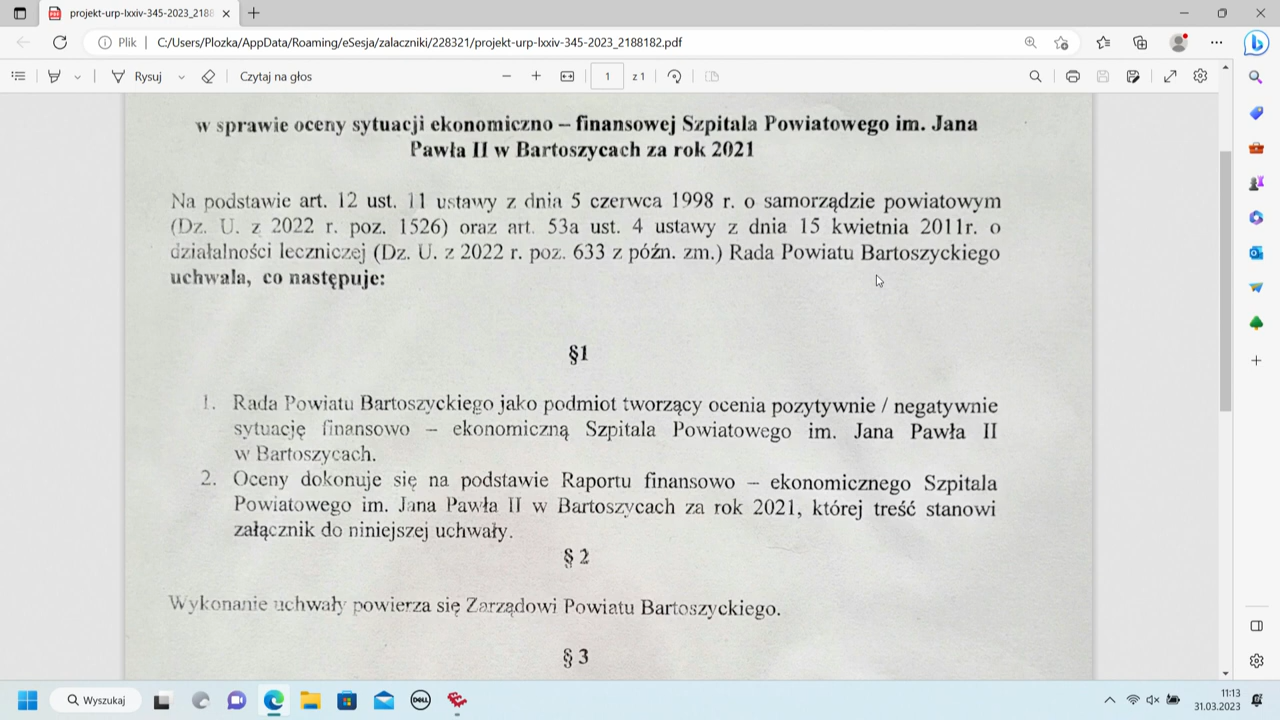 projekt-urp-lxxiv-345-2023_2188
Plik
C:/Users/Plozka/AppData/Roaming/eSesja/zalaczniki/228321/projekt-urp-lxxiv-345-2023_2188182.pdf
Rysuj
Czytaj na głos
1
z 1
w sprawie oceny sytuacji ekonomiczno – finansowej Szpitala Powiatowego im. Jana
Pawła II w Bartoszycach za rok 2021
Na podstawie art. 12 ust. 11 ustawy z dnia 5 czerwca 1998 r. o samorządzie powiatowym
(Dz. U. z 2022 r. poz. 1526) oraz art. 53a ust. 4 ustawy z dnia 15 kwietnia 2011r. o
działalności leczniczej (Dz. U. z 2022 r. poz. 633 z późn. zm.) Rada Powiatu Bartoszyckiego
uchwala, co następuje:
§1
1. Rada Powiatu Bartoszyckiego jako podmiot tworzący ocenia pozytywnie / negatywnie
sytuację finansowo – ekonomiczną Szpitala Powiatowego im. Jana Pawła II
w Bartoszycach.
2. Oceny dokonuje się na podstawie Raportu finansowo – ekonomicznego Szpitala
Powiatowego im. Jana Pawła II w Bartoszycach za rok 2021, której treść stanowi
załącznik do niniejszej uchwały.
§ 2
Wykonanie uchwały powierza się Zarządowi Powiatu Bartoszyckiego.
§ 3
Wyszukaj
DELL
11:13
31.03.2023